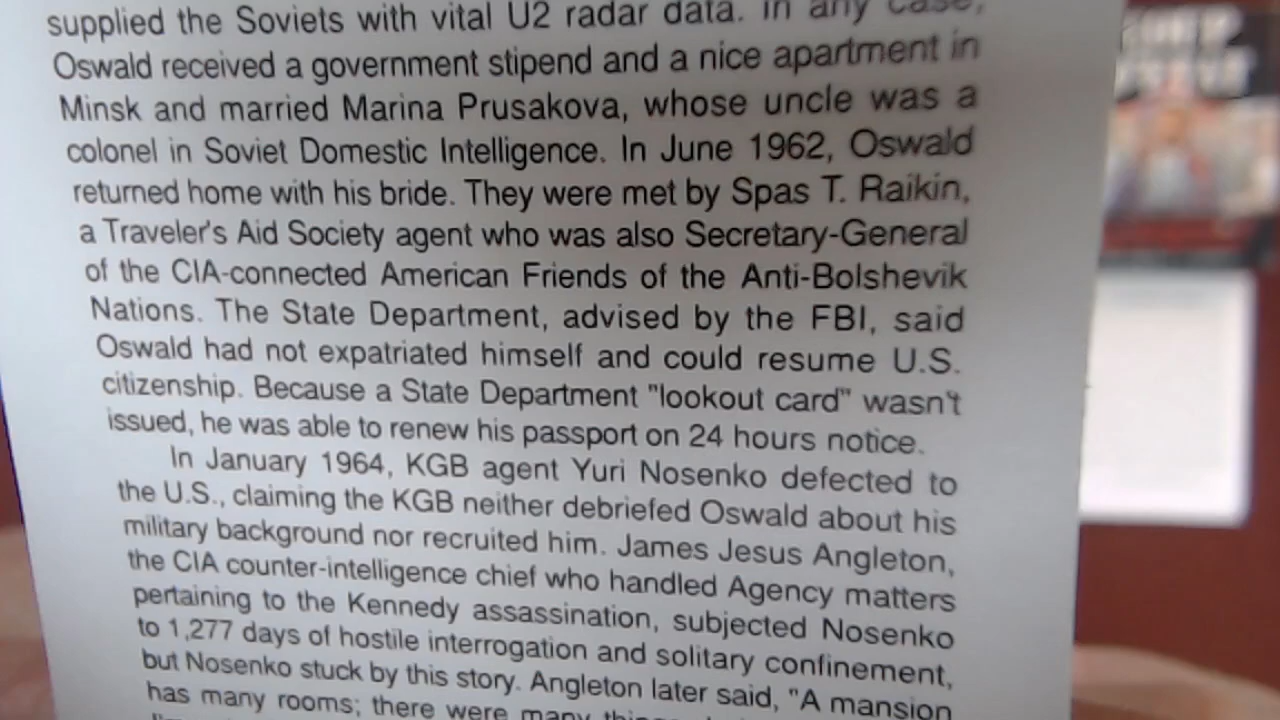 supplied the Soviets with vital U2 radar data. In any case,
Oswald received a government stipend and a nice apartment in
Minsk and married Marina Prusakova, whose uncle was a
colonel in Soviet Domestic Intelligence. In June 1962, Oswald
returned home with his bride. They were met by Spas T. Raikin,
a Traveler's Aid Society agent who was also Secretary-General
of the CIA-connected American Friends of the Anti-Bolshevik
Nations. The State Department, advised by the FBI, said
Oswald had not expatriated himself and could resume U.S.
citizenship. Because a State Department "lookout card" wasn't
issued, he was able to renew his passport on 24 hours notice.
In January 1964, KGB agent Yuri Nosenko defected to
the U.S., claiming the KGB neither debriefed Oswald about his
military background nor recruited him. James Jesus Angleton,
the CIA counter-intelligence chief who handled Agency matters
pertaining to the Kennedy assassination, subjected Nosenko
to 1,277 days of hostile interrogation and solitary confinement,
but Nosenko stuck by this story. Angleton later said, "A mansion
has many rooms; there were many